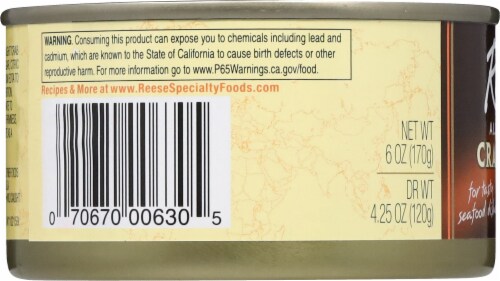 WARNING. Consuming this product can expose you to chemicals including lead and
cadmium, which are known to the State of California to cause birth defects or other
reproductive harm. For more information go to www.P65Warnings.ca.gov/food.
Recipes & More at www.ReeseSpecialtyFoods.com
0 70670 00630 5
NET WT
6 OZ (170g)
DR WT
4.25 OZ (120g)
for tasty
seafood